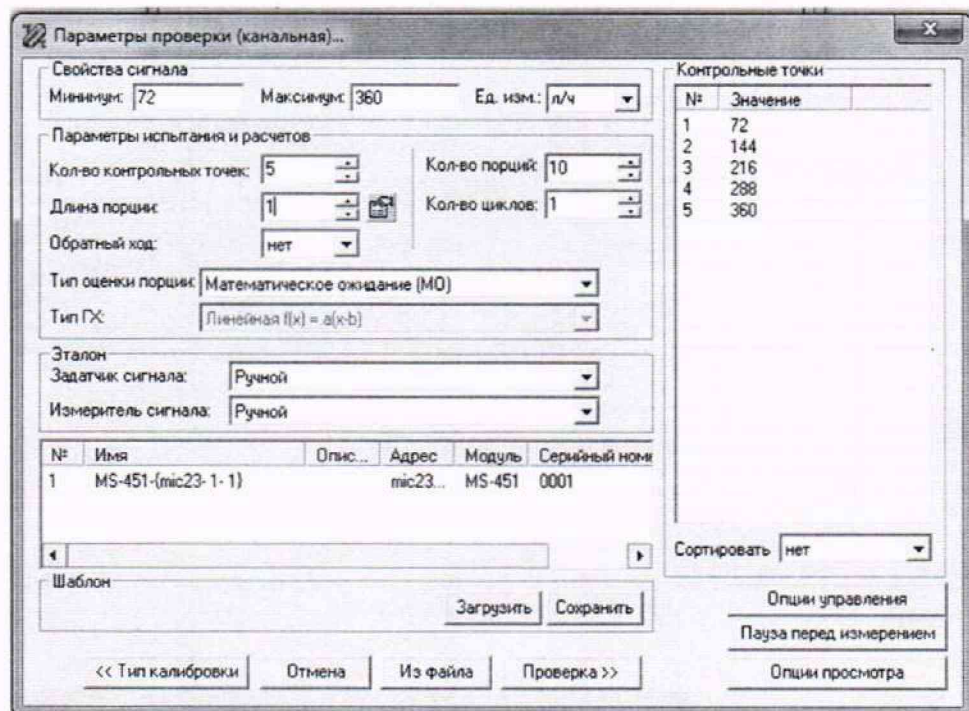 Параметры проверки (канальная)...
Свойства сигнала
Минимум: 72 Максимум: 360 Ед. изм.: л/ч
Параметры испытания и расчетов
Кол-во контрольных точек: 5 Кол-во порций: 10
Длина порции: 1 Кол-во циклов: 1
Обратный ход: нет
Тип оценки порции: Математическое ожидание (МО)
Тип ГХ: Линейная f(x) = a(x-b)
Эталон
Задатчик сигнала: Ручной
Измеритель сигнала: Ручной
№ Имя Опис... Адрес Модуль Серийный номе
1 MS-451-{mic23- 1- 1} mic23... MS-451 0001
Шаблон
Загрузить Сохранить
<< Тип калибровки Отмена Из файла Проверка >>
Контрольные точки
№ Значение
1 72
2 144
3 216
4 288
5 360
Сортировать нет
Опции управления
Пауза перед измерением
Опции просмотра